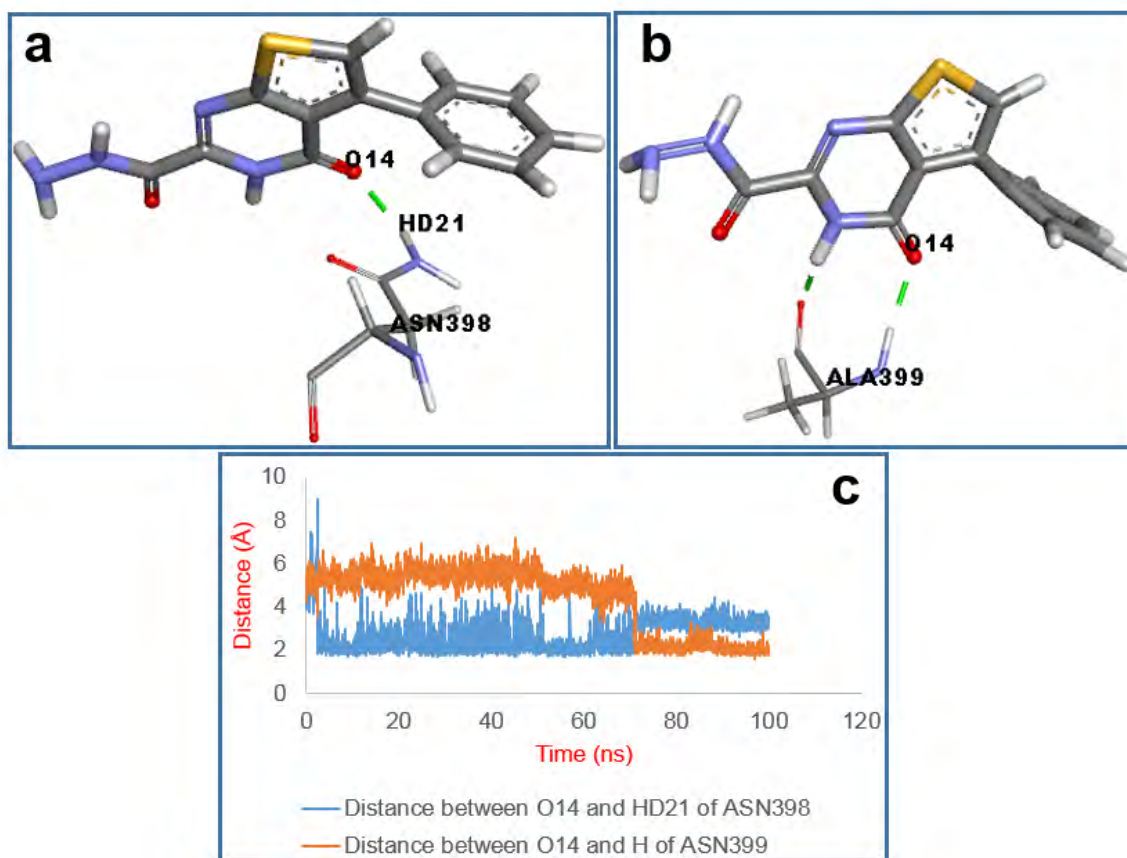 a
O14
HD21
ASN398
b
O14
ALA399
c
10
8
6
4
2
0
Distance (Å)
0 20 40 60 80 100 120
Time (ns)
Distance between O14 and HD21 of ASN398
Distance between O14 and H of ASN399